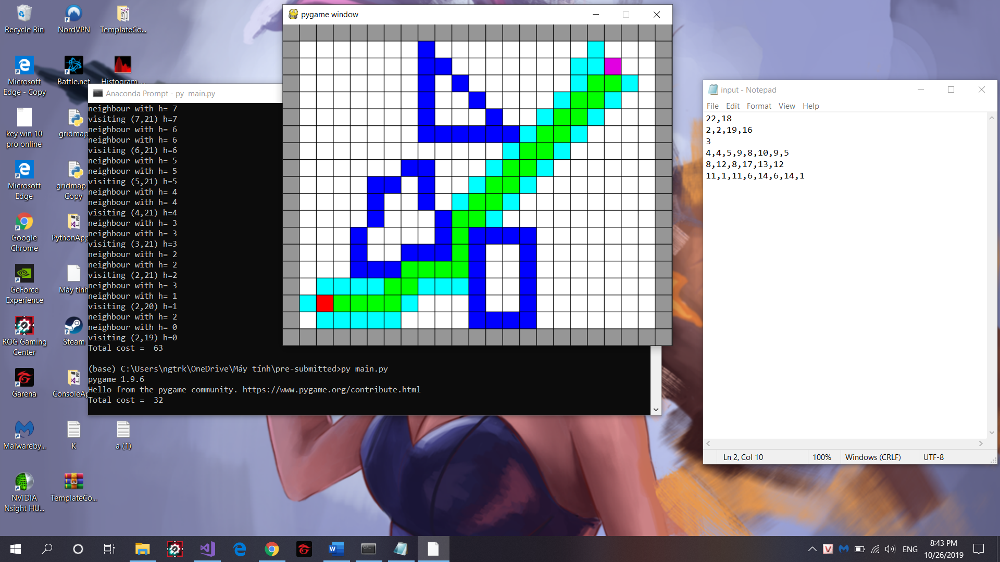 Recycle Bin
NordVPN
TemplateCo...
Microsoft
Edge - Copy
Battle.net
Histogram
key win 10
pro online
gridmap
Microsoft
Edge
gridmap
Copy
Google
Chrome
PythonApp
GeForce
Experience
Máy tính
ROG Gaming
Center
Steam
Garena
ConsoleAp
Malwareby...
K
a (1)
NVIDIA
Nsight HU...
TemplateCo...
Anaconda Prompt - py  main.py
neighbour with h= 7
visiting (7,21) h=7
neighbour with h= 6
neighbour with h= 6
visiting (6,21) h=6
neighbour with h= 5
neighbour with h= 5
visiting (5,21) h=5
neighbour with h= 4
neighbour with h= 4
visiting (4,21) h=4
neighbour with h= 3
neighbour with h= 3
visiting (3,21) h=3
neighbour with h= 2
neighbour with h= 2
visiting (2,21) h=2
neighbour with h= 3
neighbour with h= 1
visiting (2,20) h=1
neighbour with h= 2
neighbour with h= 0
visiting (2,19) h=0
Total cost =  63
(base) C:\Users\ngtrk\OneDrive\Máy tính\pre-submitted>py main.py
pygame 1.9.6
Hello from the pygame community. https://www.pygame.org/contribute.html
Total cost =  32
pygame window
input - Notepad
File Edit Format View Help
22,18
2,2,19,16
3
4,4,5,9,8,10,9,5
8,12,8,17,13,12
11,1,11,6,14,6,14,1
Ln 2, Col 10
100%
Windows (CRLF)
UTF-8
ENG
8:43 PM
10/26/2019